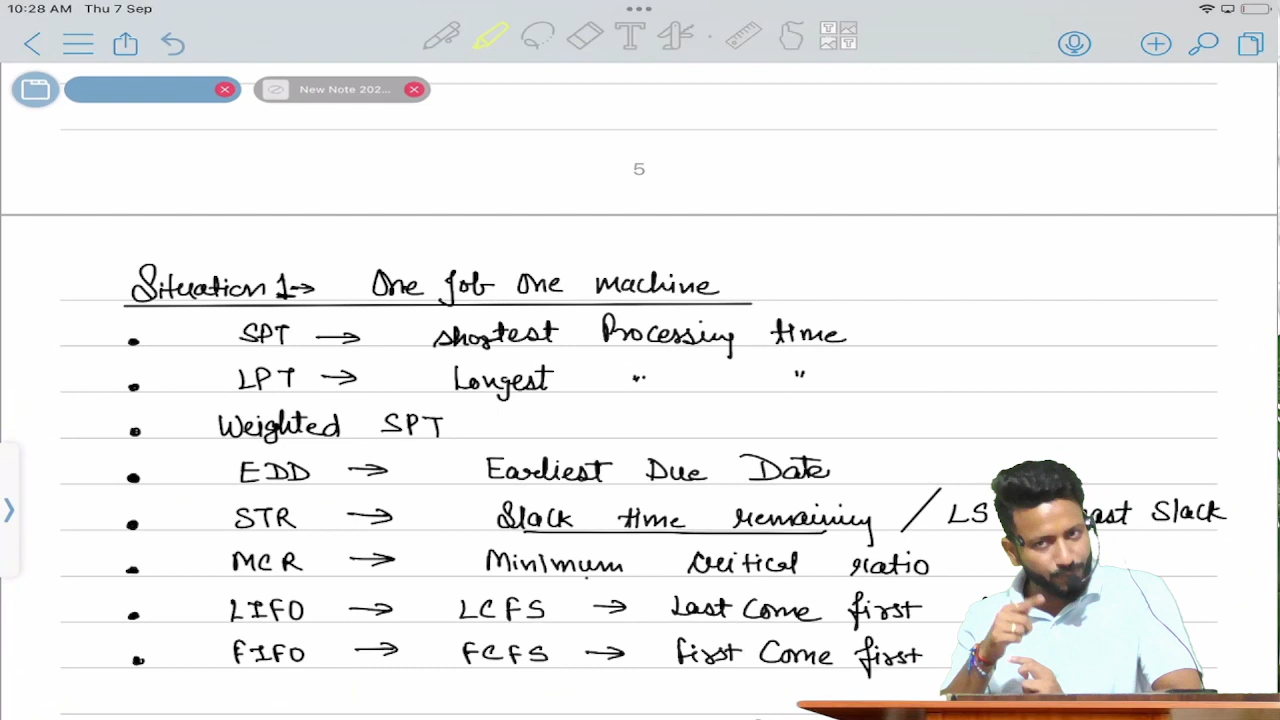 10:28 AM Thu 7 Sep
New Note 202...
5
Situation 1→ One Job One machine
• SPT → Shortest Processing time
• LPT → Longest " "
• Weighted SPT
• EDD → Earliest Due Date
• STR → Slack time remaining / LS Slack
• MCR → Minimum Critical ratio
• LIFO → LCFS → Last Come first
• FIFO → FCFS → First Come first